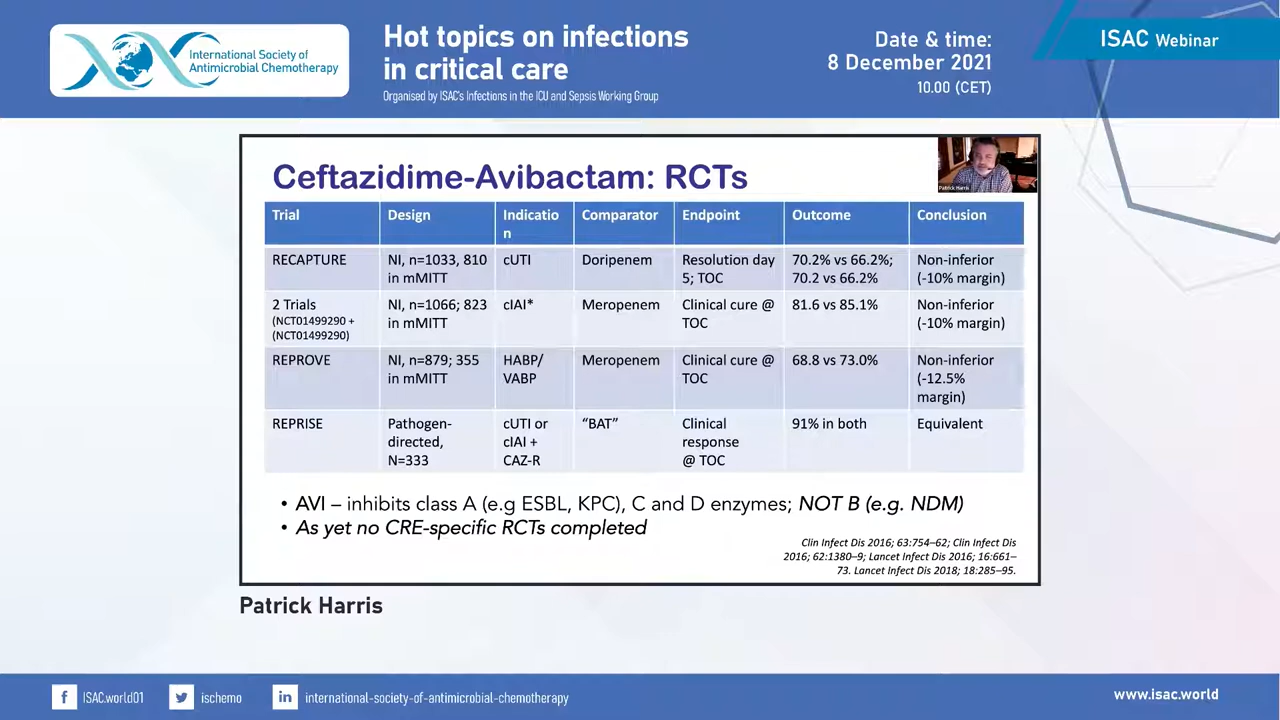 International Society of
Antimicrobial Chemotherapy
Hot topics on infections
in critical care
Organised by ISAC's Infections in the ICU and Sepsis Working Group
Date & time:
8 December 2021
10.00 (CET)
ISAC Webinar
Ceftazidime-Avibactam: RCTs
Patrick Harris
Trial Design Indicatio Comparator Endpoint Outcome Conclusion
n
RECAPTURE NI, n=1033, 810 cUTI Doripenem Resolution day 70.2% vs 66.2%; Non-inferior
in mMITT 5; TOC 70.2 vs 66.2% (-10% margin)
2 Trials NI, n=1066; 823 cIAI* Meropenem Clinical cure @ 81.6 vs 85.1% Non-inferior
(NCT01499290 + in mMITT TOC (-10% margin)
(NCT01499290)
REPROVE NI, n=879; 355 HABP/ Meropenem Clinical cure @ 68.8 vs 73.0% Non-inferior
in mMITT VABP TOC (-12.5%
margin)
REPRISE Pathogen- cUTI or “BAT” Clinical 91% in both Equivalent
directed, cIAI + response
N=333 CAZ-R @ TOC
• AVI – inhibits class A (e.g ESBL, KPC), C and D enzymes; NOT B (e.g. NDM)
• As yet no CRE-specific RCTs completed
Clin Infect Dis 2016; 63:754–62; Clin Infect Dis
2016; 62:1380–9; Lancet Infect Dis 2016; 16:661–
73. Lancet Infect Dis 2018; 18:285–95.
Patrick Harris
f ISAC.world01 ischemo in international-society-of-antimicrobial-chemotherapy
www.isac.world